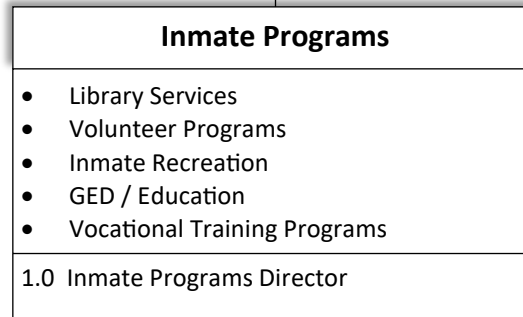 Inmate Programs
• Library Services
• Volunteer Programs
• Inmate Recreation
• GED / Education
• Vocational Training Programs
1.0 Inmate Programs Director